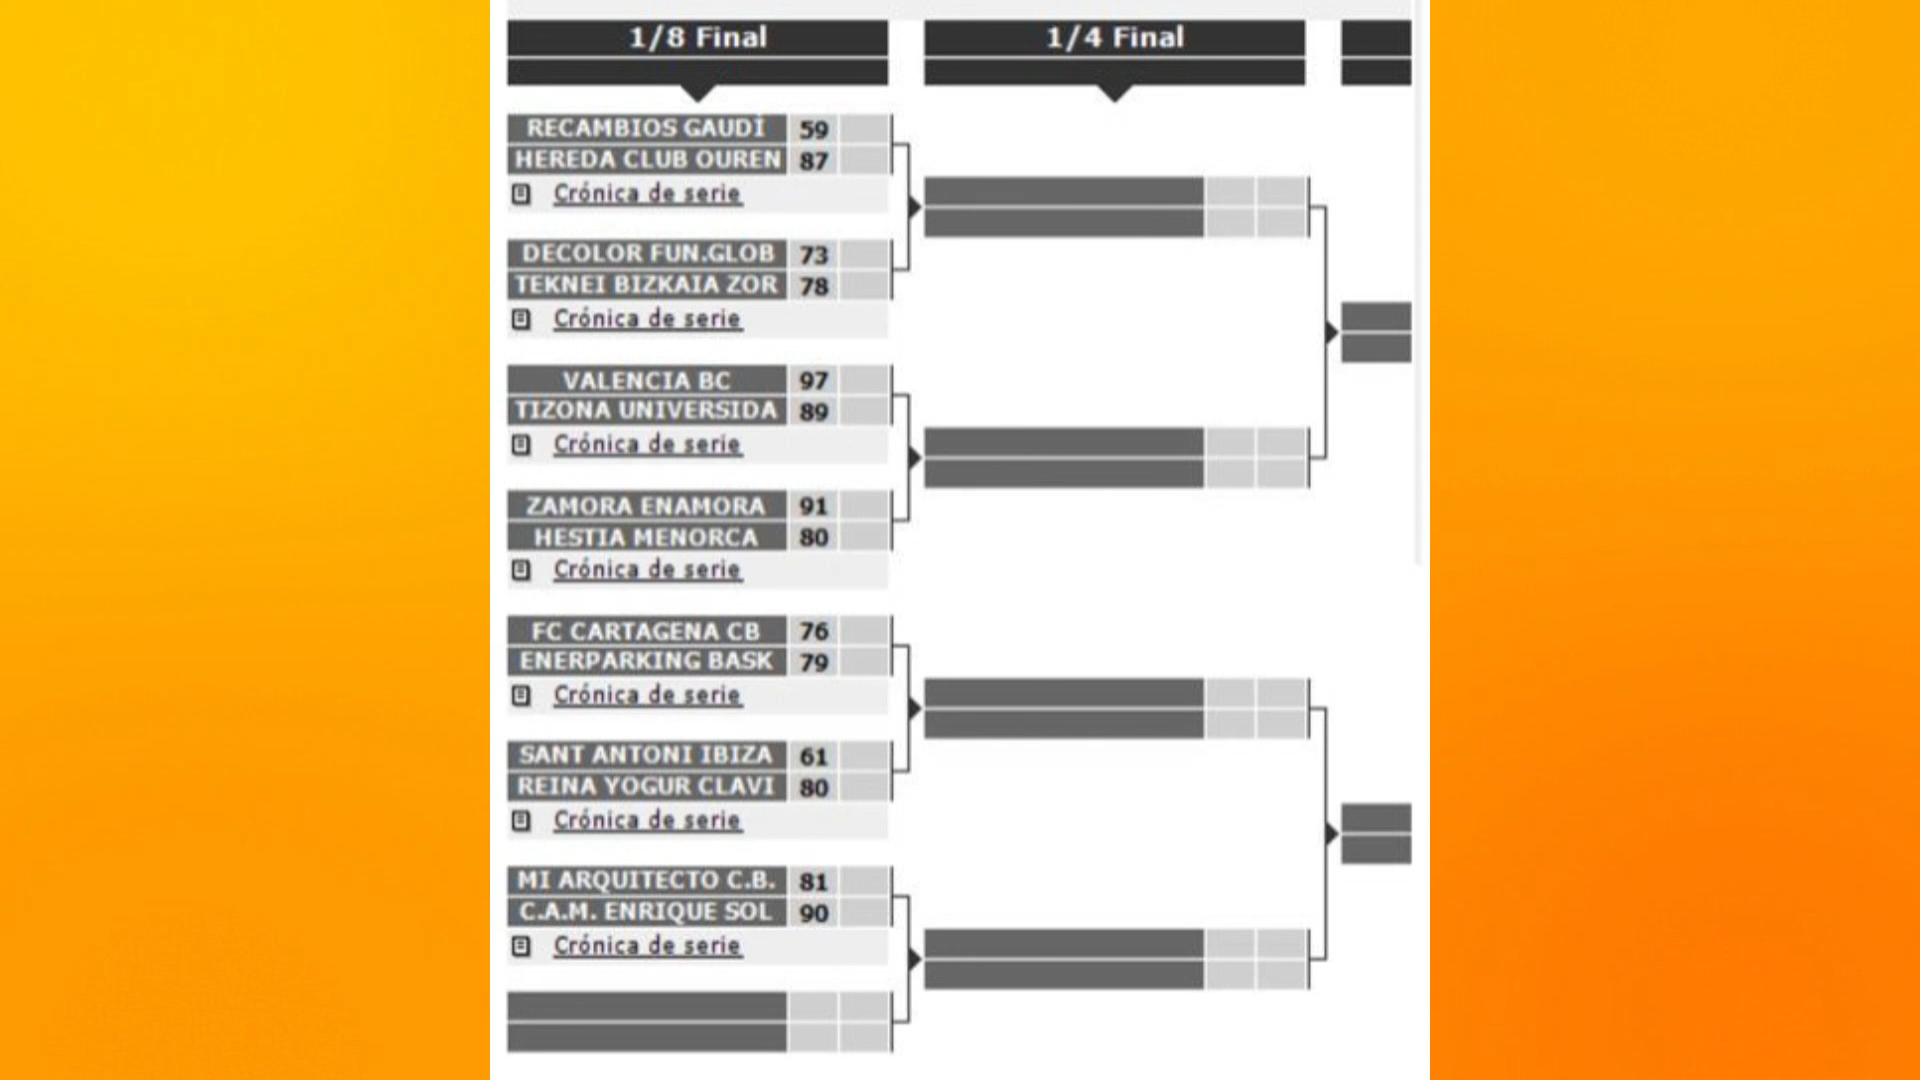 1/8 Final
1/4 Final
RECAMBIOS GAUDÍ 59
HEREDA CLUB OUREN 87
Crónica de serie
DECOLOR FUN.GLOB 73
TEKNEI BIZKAIA ZOR 78
Crónica de serie
VALENCIA BC 97
TIZONA UNIVERSIDA 89
Crónica de serie
ZAMORA ENAMORA 91
HESTIA MENORCA 80
Crónica de serie
FC CARTAGENA CB 76
ENERPARKING BASK 79
Crónica de serie
SANT ANTONI IBIZA 61
REINA YOGUR CLAVI 80
Crónica de serie
MI ARQUITECTO C.B. 81
C.A.M. ENRIQUE SOL 90
Crónica de serie